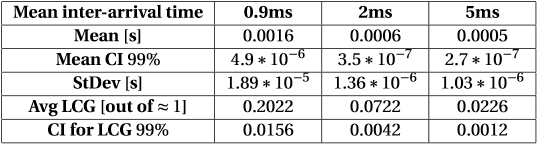 Mean inter-arrival time 0.9ms 2ms 5ms
Mean [s] 0.0016 0.0006 0.0005
Mean CI 99% 4.9 * 10⁻⁶ 3.5 * 10⁻⁷ 2.7 * 10⁻⁷
StDev [s] 1.89 * 10⁻⁵ 1.36 * 10⁻⁶ 1.03 * 10⁻⁶
Avg LCG [out of ≈ 1] 0.2022 0.0722 0.0226
CI for LCG 99% 0.0156 0.0042 0.0012